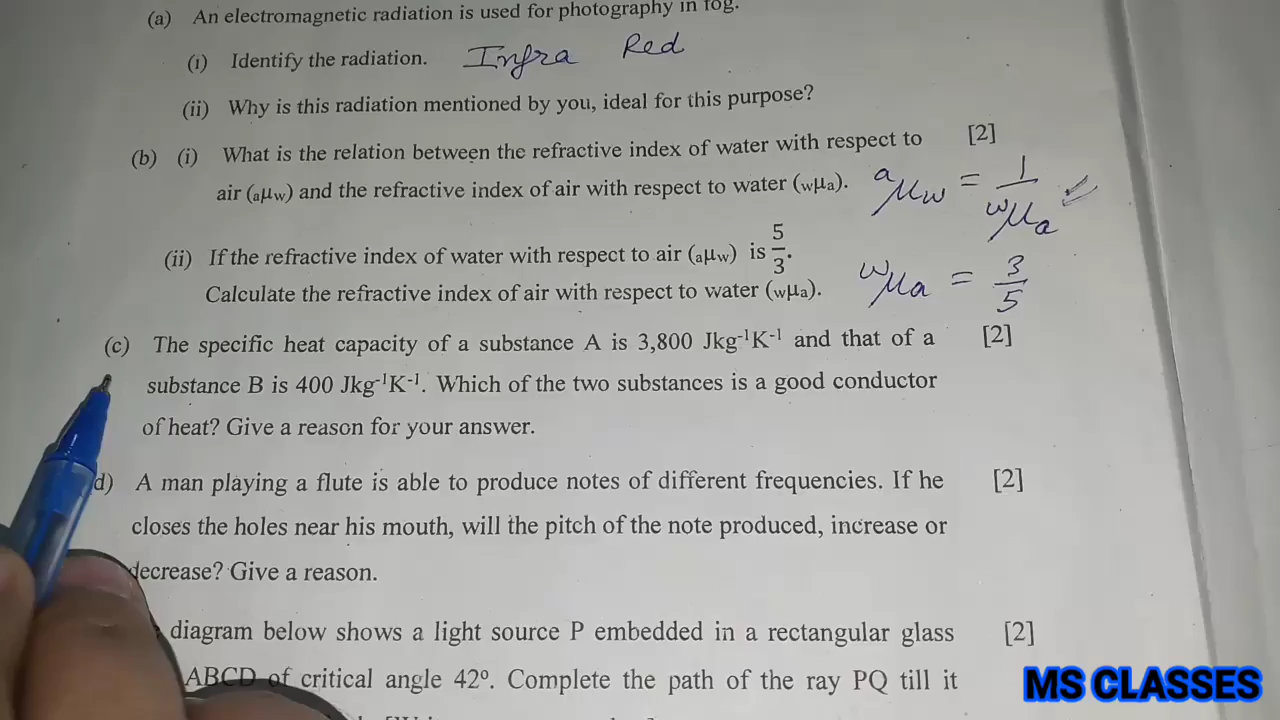 (a) An electromagnetic radiation is used for photography in fog.
(i) Identify the radiation. Infra Red
(ii) Why is this radiation mentioned by you, ideal for this purpose?
(b) (i) What is the relation between the refractive index of water with respect to [2]
air (ₐμw) and the refractive index of air with respect to water (wμₐ). ᵃμw = 1/ʷμₐ ✓
(ii) If the refractive index of water with respect to air (ₐμw) is 5/3.
Calculate the refractive index of air with respect to water (wμₐ). ʷμₐ = 3/5
(c) The specific heat capacity of a substance A is 3,800 Jkg⁻¹K⁻¹ and that of a [2]
substance B is 400 Jkg⁻¹K⁻¹. Which of the two substances is a good conductor
of heat? Give a reason for your answer.
d) A man playing a flute is able to produce notes of different frequencies. If he [2]
closes the holes near his mouth, will the pitch of the note produced, increase or
decrease? Give a reason.
diagram below shows a light source P embedded in a rectangular glass [2]
ABCD of critical angle 42º. Complete the path of the ray PQ till it
MS CLASSES